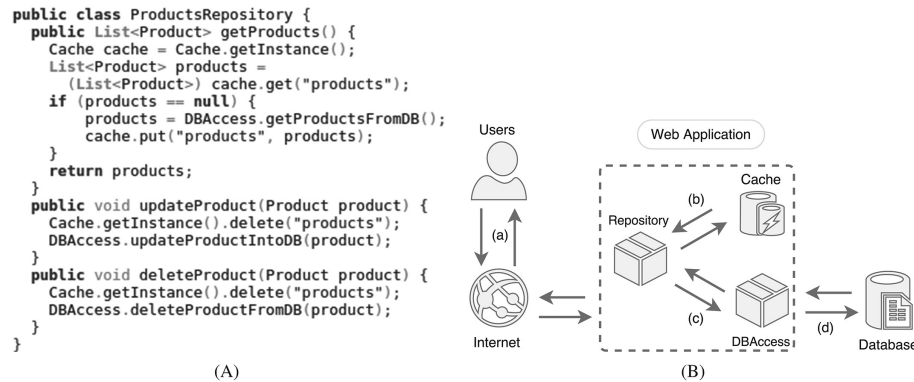 public class ProductsRepository {
  public List<Product> getProducts() {
    Cache cache = Cache.getInstance();
    List<Product> products =
      (List<Product>) cache.get("products");
    if (products == null) {
        products = DBAccess.getProductsFromDB();
        cache.put("products", products);
    }
    return products;
  }
  public void updateProduct(Product product) {
    Cache.getInstance().delete("products");
    DBAccess.updateProductIntoDB(product);
  }
  public void deleteProduct(Product product) {
    Cache.getInstance().delete("products");
    DBAccess.deleteProductFromDB(product);
  }
}
(A)
Web Application
Users
Cache
(b)
Repository
(a)
(c)
(d)
Internet
DBAccess
Database
(B)